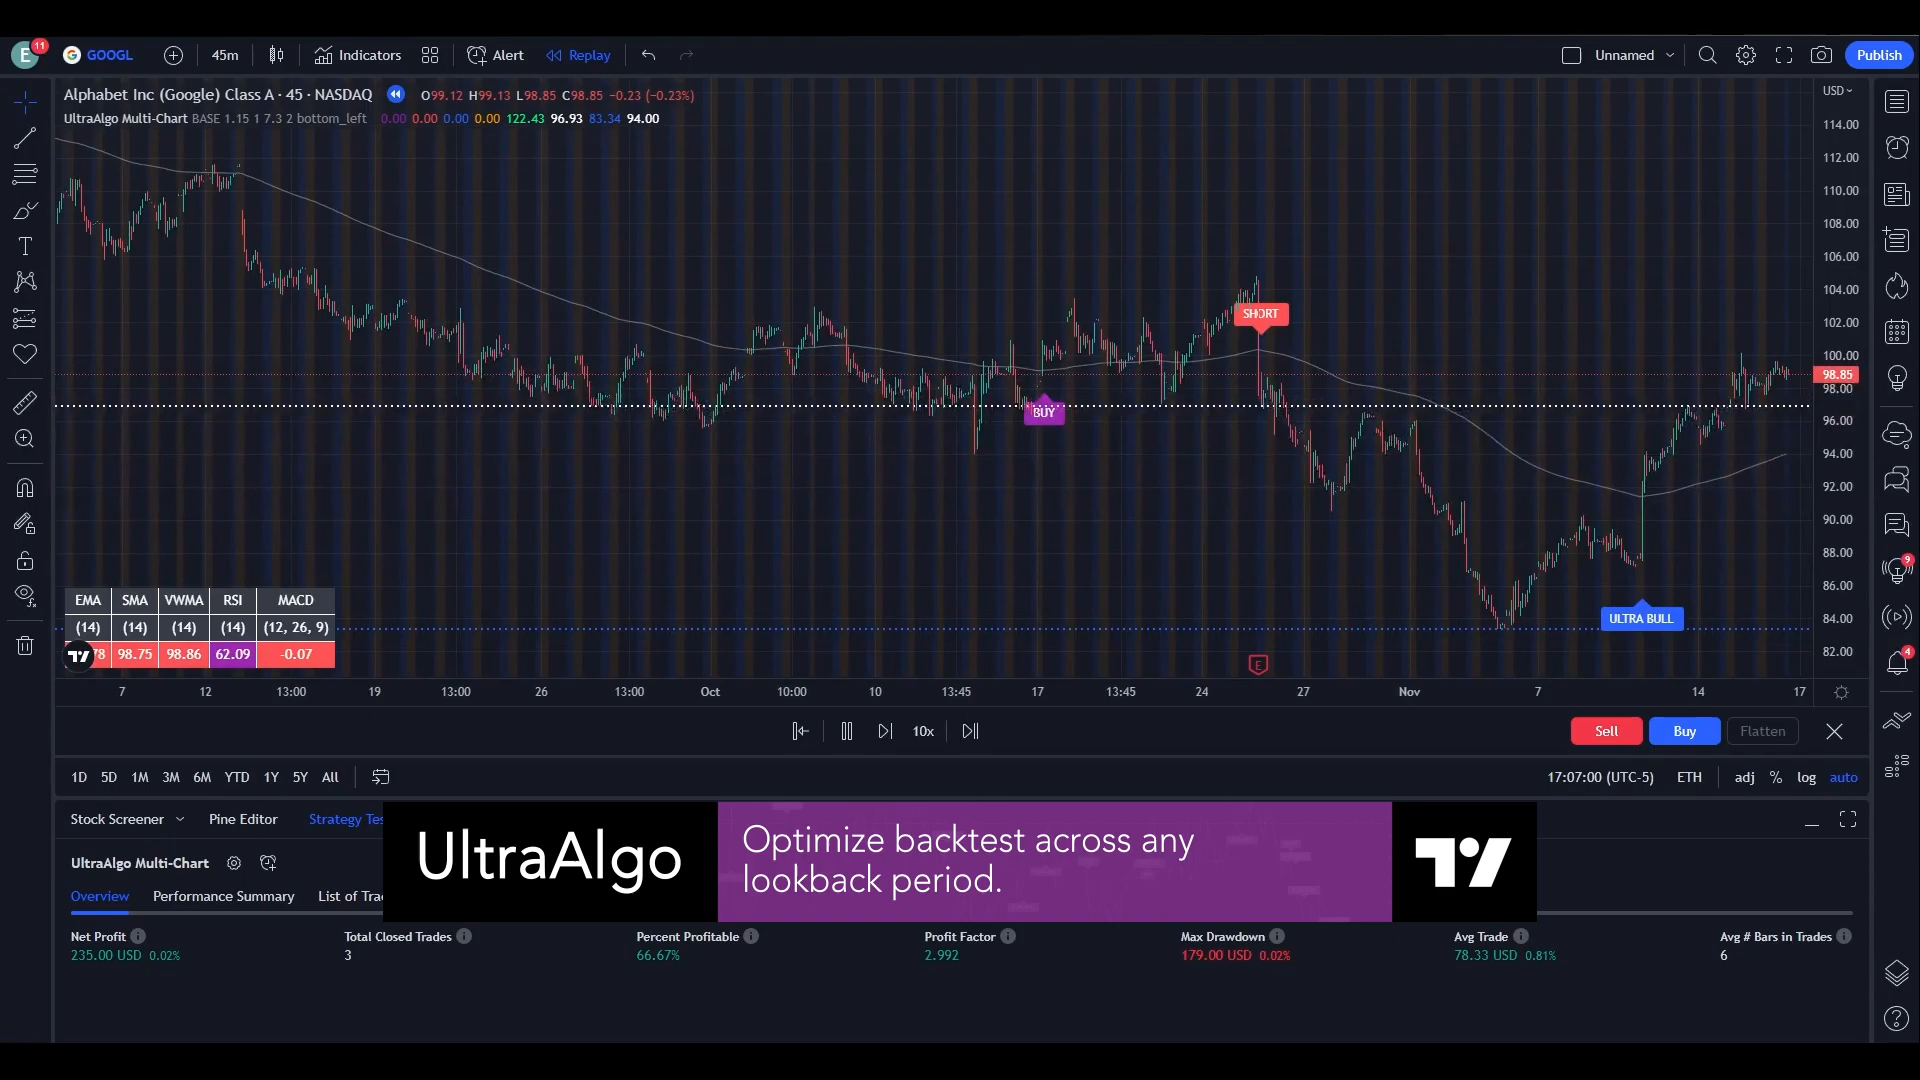 E 11 GOOGL 45m Indicators Alert Replay Unnamed Publish
Alphabet Inc (Google) Class A · 45 · NASDAQ O99.12 H99.13 L98.85 C98.85 -0.23 (-0.23%)
UltraAlgo Multi-Chart BASE 1.15 1 7.3 2 bottom_left 0.00 0.00 0.00 0.00 122.43 96.93 83.34 94.00
USD
114.00
112.00
110.00
108.00
106.00
104.00
102.00
100.00
98.85
98.00
96.00
94.00
92.00
90.00
88.00
86.00
84.00
82.00
SHORT
BUY
ULTRA BULL
E
EMA SMA VWMA RSI MACD
(14) (14) (14) (14) (12, 26, 9)
78 98.75 98.86 62.09 -0.07
7 12 13:00 19 13:00 26 13:00 Oct 10:00 10 13:45 17 13:45 24 27 Nov 7 14 17
9
4
10x Sell Buy Flatten
1D 5D 1M 3M 6M YTD 1Y 5Y All 17:07:00 (UTC-5) ETH adj % log auto
Stock Screener Pine Editor Strategy Tes
UltraAlgo
Optimize backtest across any
lookback period.
UltraAlgo Multi-Chart
Overview Performance Summary List of Trac
Net Profit Total Closed Trades Percent Profitable Profit Factor Max Drawdown Avg Trade Avg # Bars in Trades
235.00 USD 0.02% 3 66.67% 2.992 179.00 USD 0.02% 78.33 USD 0.81% 6